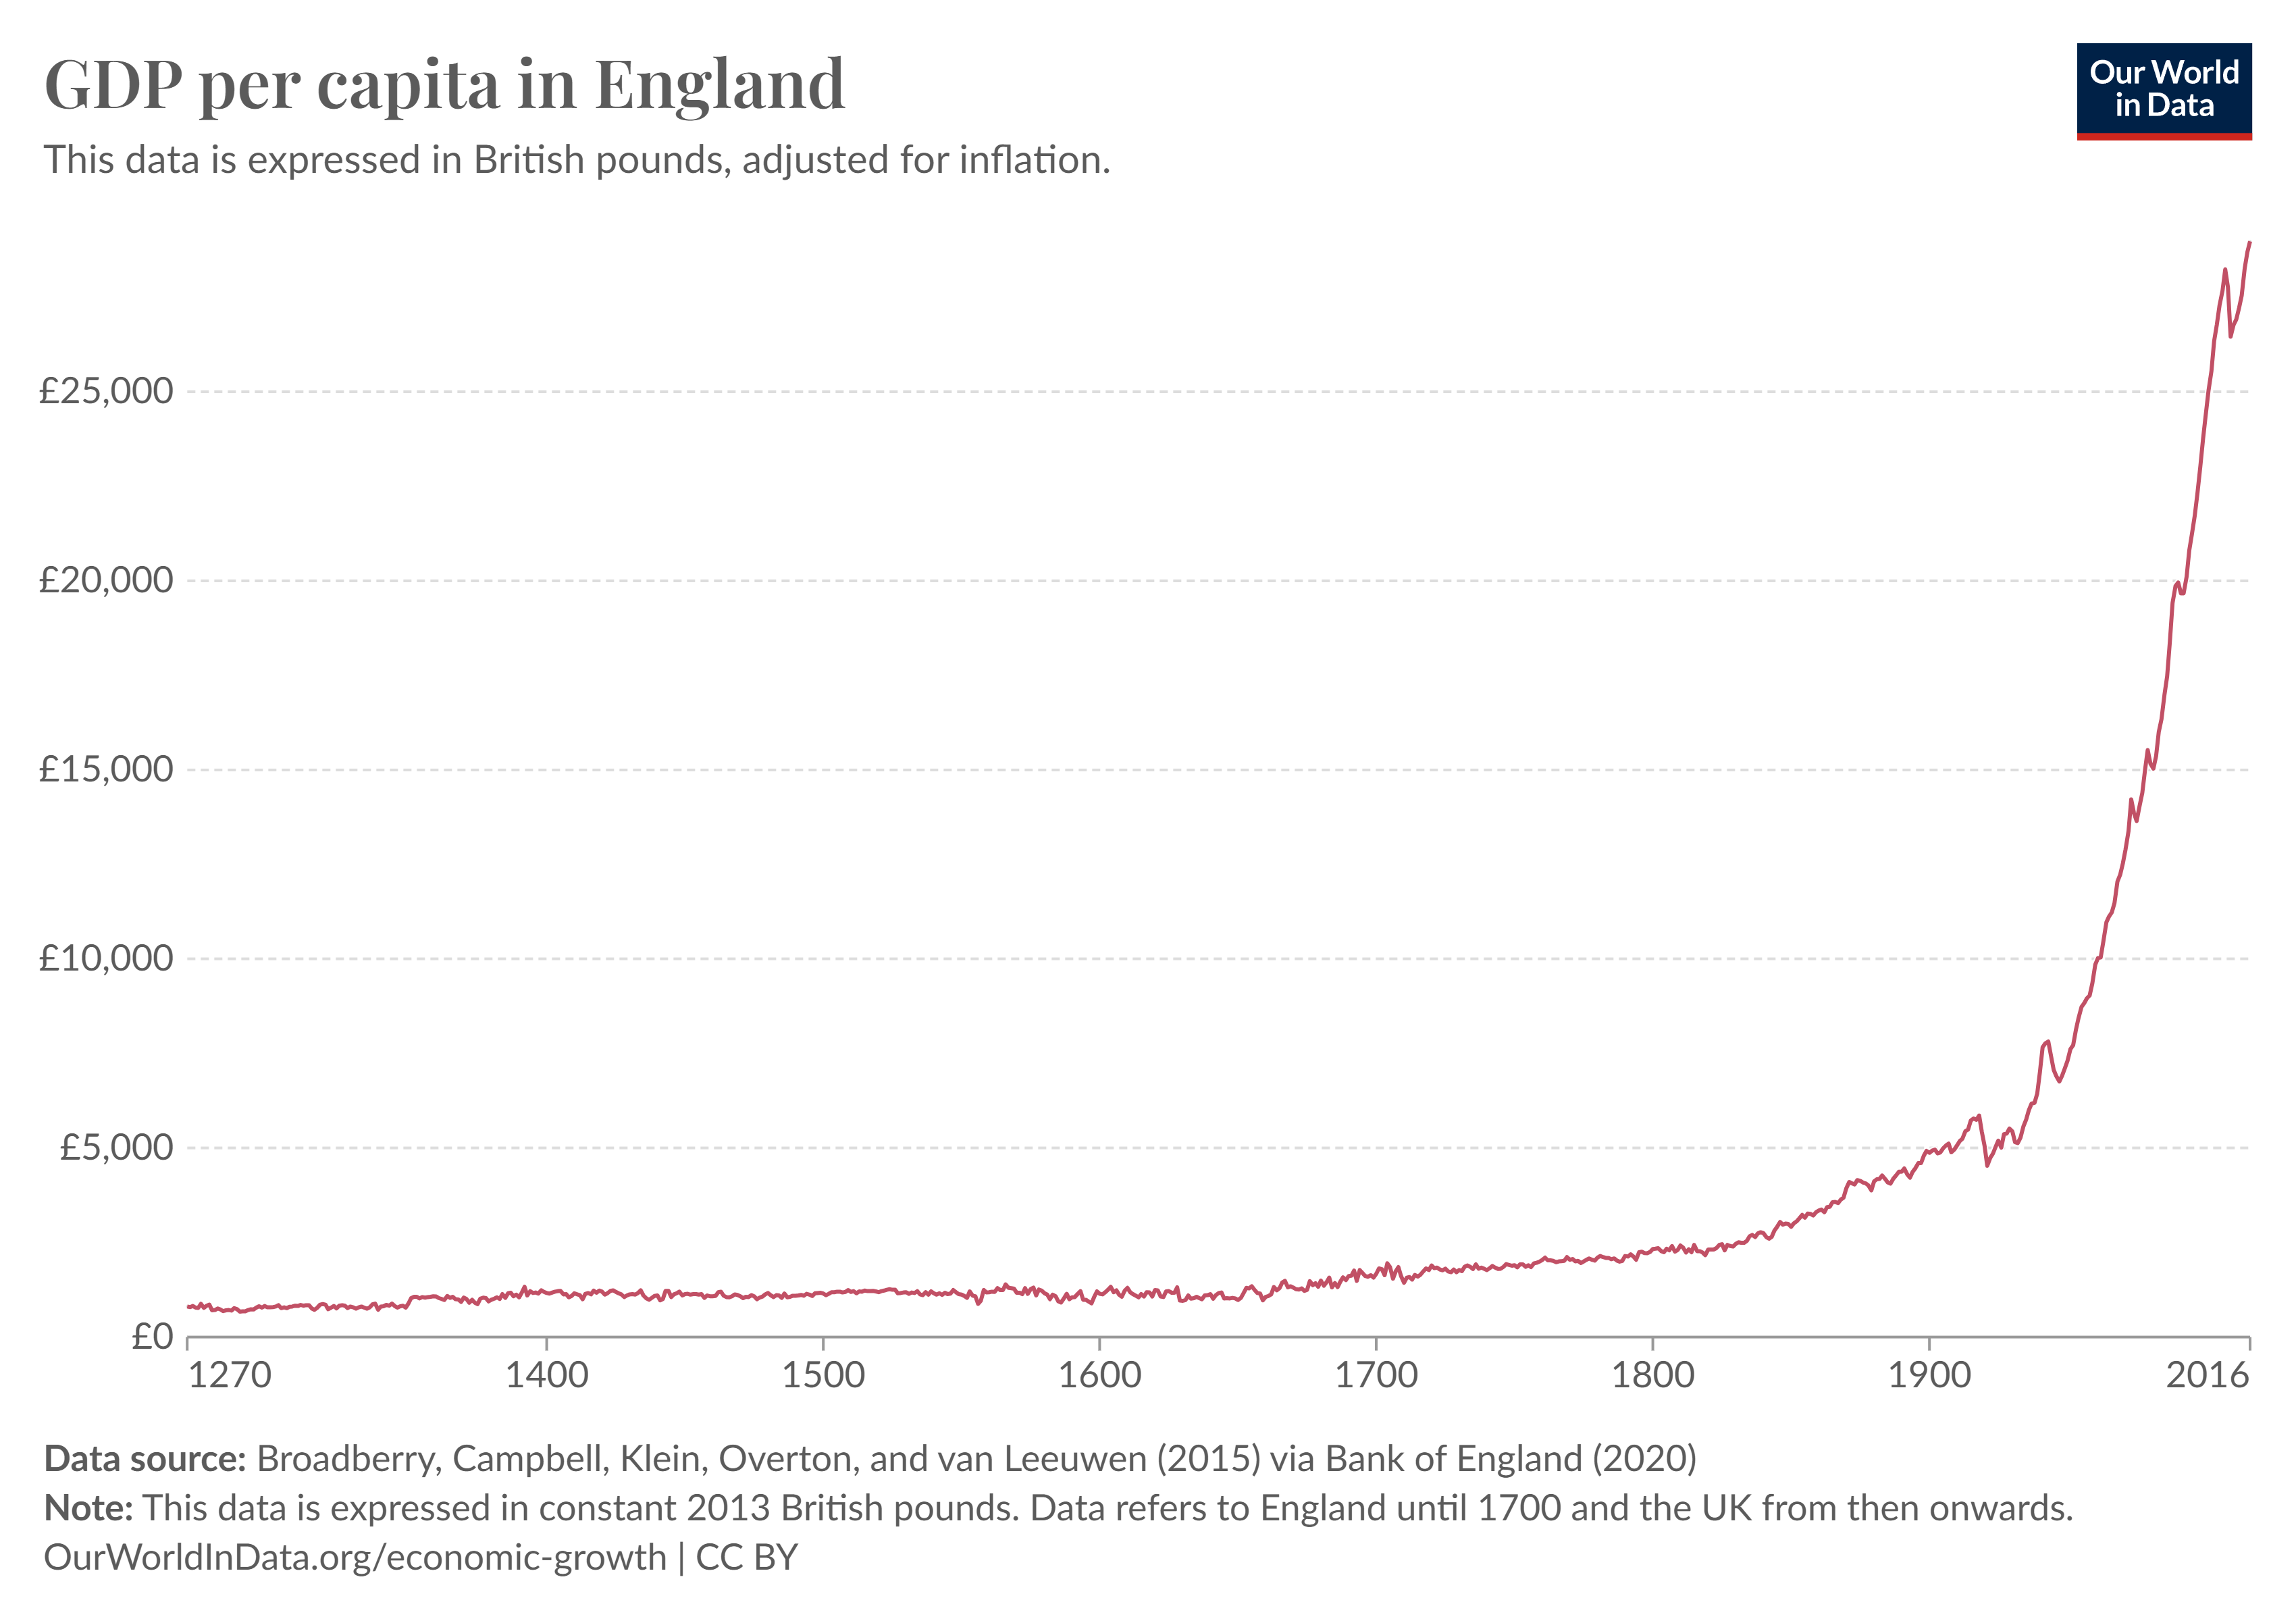 GDP per capita in England
This data is expressed in British pounds, adjusted for inflation.
Our World
in Data
£25,000
£20,000
£15,000
£10,000
£5,000
£0
1270 1400 1500 1600 1700 1800 1900 2016
Data source: Broadberry, Campbell, Klein, Overton, and van Leeuwen (2015) via Bank of England (2020)
Note: This data is expressed in constant 2013 British pounds. Data refers to England until 1700 and the UK from then onwards.
OurWorldInData.org/economic-growth | CC BY